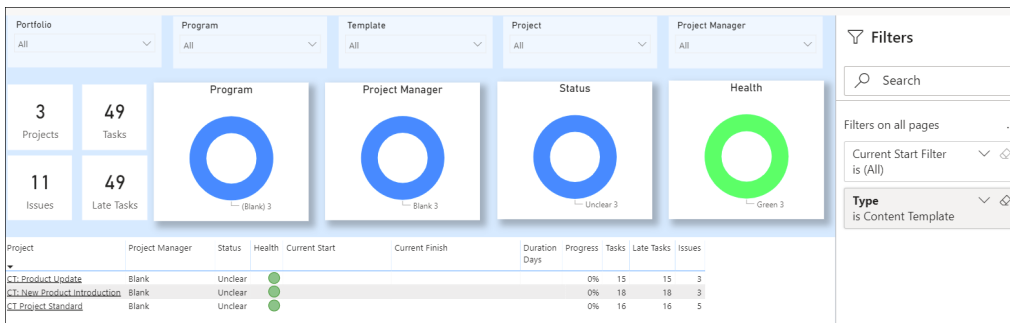 Portfolio Program Template Project Project Manager
All All All All All
Filters
Search
Filters on all pages ..
Current Start Filter
is (All)
Type
is Content Template
3
Projects
49
Tasks
11
Issues
49
Late Tasks
Program
(Blank) 3
Project Manager
Blank 3
Status
Unclear 3
Health
Green 3
Project Project Manager Status Health Current Start Current Finish Duration Days Progress Tasks Late Tasks Issues
CT: Product Update Blank Unclear 0% 15 15 3
CT: New Product Introduction Blank Unclear 0% 18 18 3
CT Project Standard Blank Unclear 0% 16 16 5